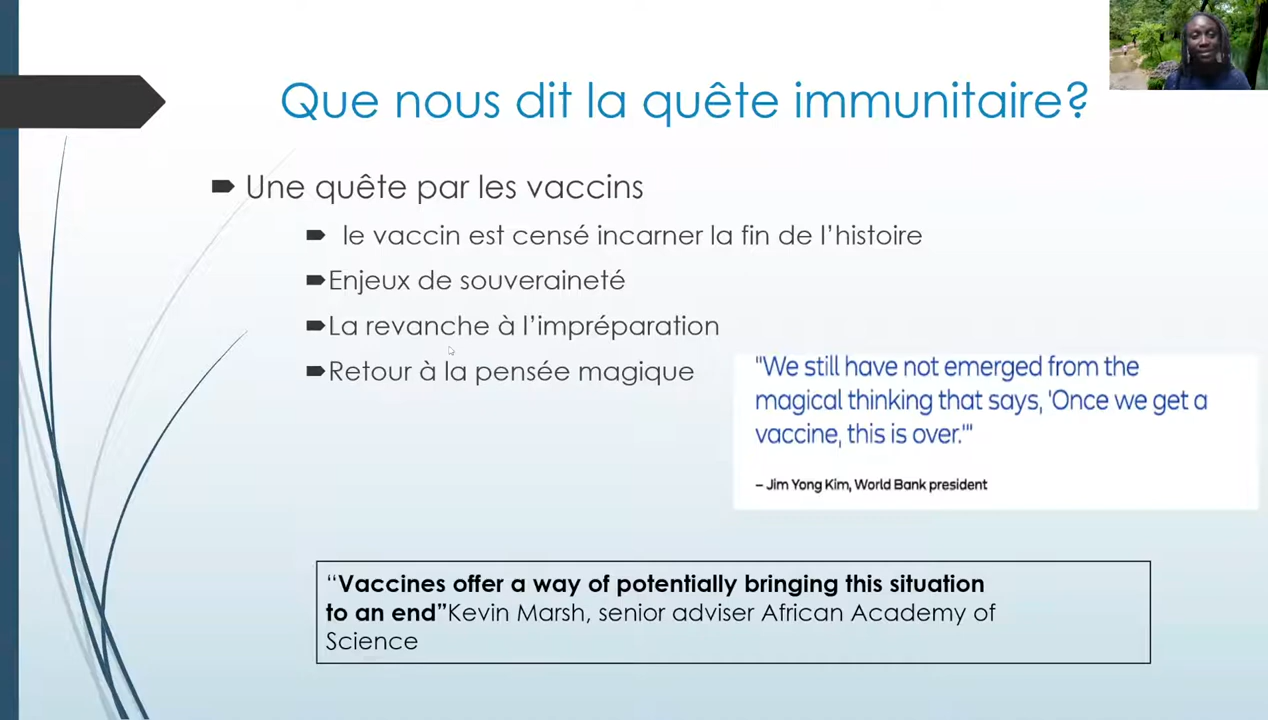 Que nous dit la quête immunitaire?
Une quête par les vaccins
le vaccin est censé incarner la fin de l’histoire
Enjeux de souveraineté
La revanche à l’impréparation
Retour à la pensée magique
"We still have not emerged from the
magical thinking that says, 'Once we get a
vaccine, this is over.'"
– Jim Yong Kim, World Bank president
“Vaccines offer a way of potentially bringing this situation
to an end”Kevin Marsh, senior adviser African Academy of
Science